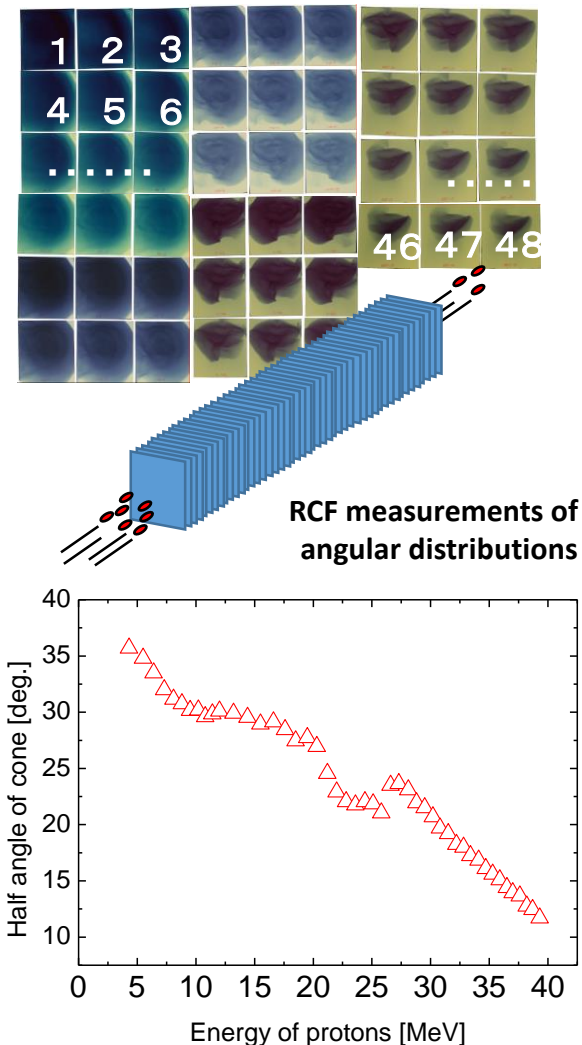 1 2 3
4 5 6
......
.....
46 47 48
RCF measurements of
angular distributions
40
35
30
25
20
15
10
Half angle of cone [deg.]
0 5 10 15 20 25 30 35 40
Energy of protons [MeV]